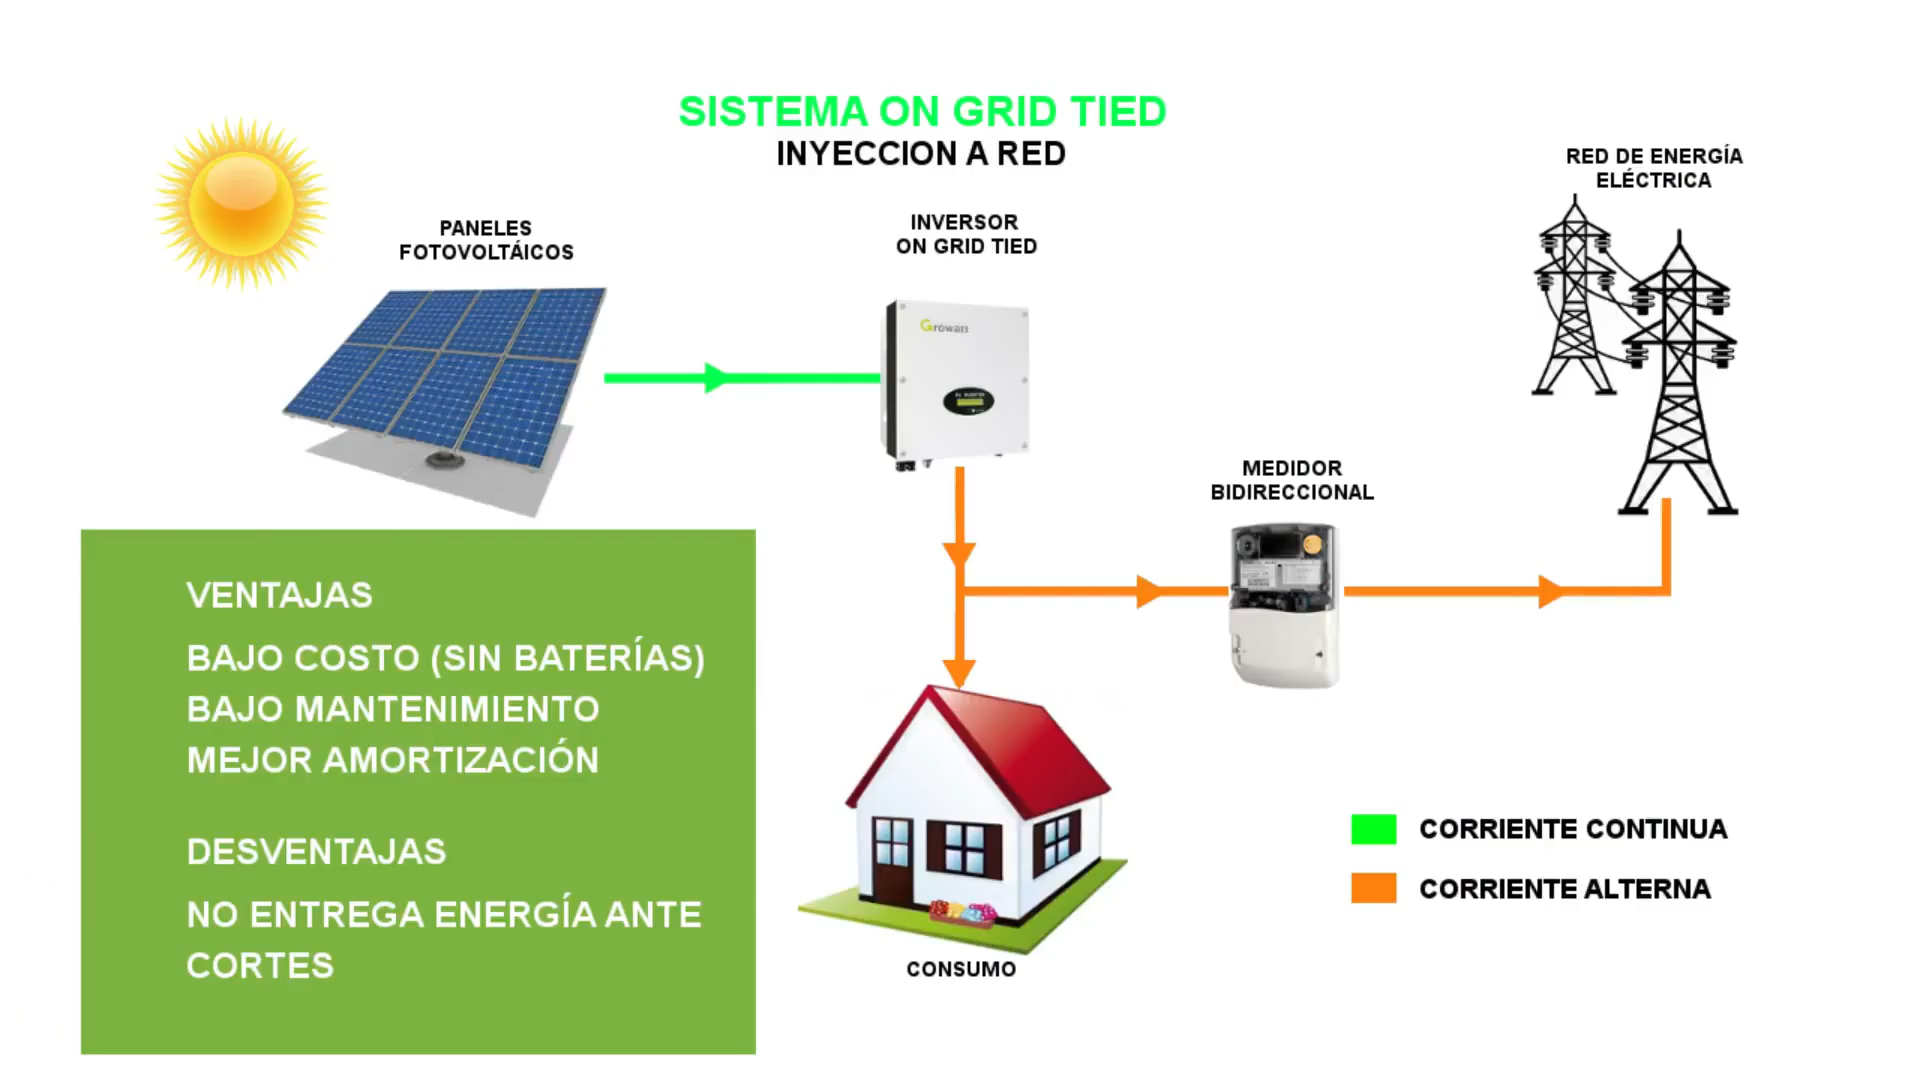 SISTEMA ON GRID TIED
INYECCION A RED
PANELES
FOTOVOLTÁICOS
INVERSOR
ON GRID TIED
Growatt
RED DE ENERGÍA
ELÉCTRICA
MEDIDOR
BIDIRECCIONAL
VENTAJAS
BAJO COSTO (SIN BATERÍAS)
BAJO MANTENIMIENTO
MEJOR AMORTIZACIÓN
DESVENTAJAS
NO ENTREGA ENERGÍA ANTE
CORTES
CONSUMO
CORRIENTE CONTINUA
CORRIENTE ALTERNA